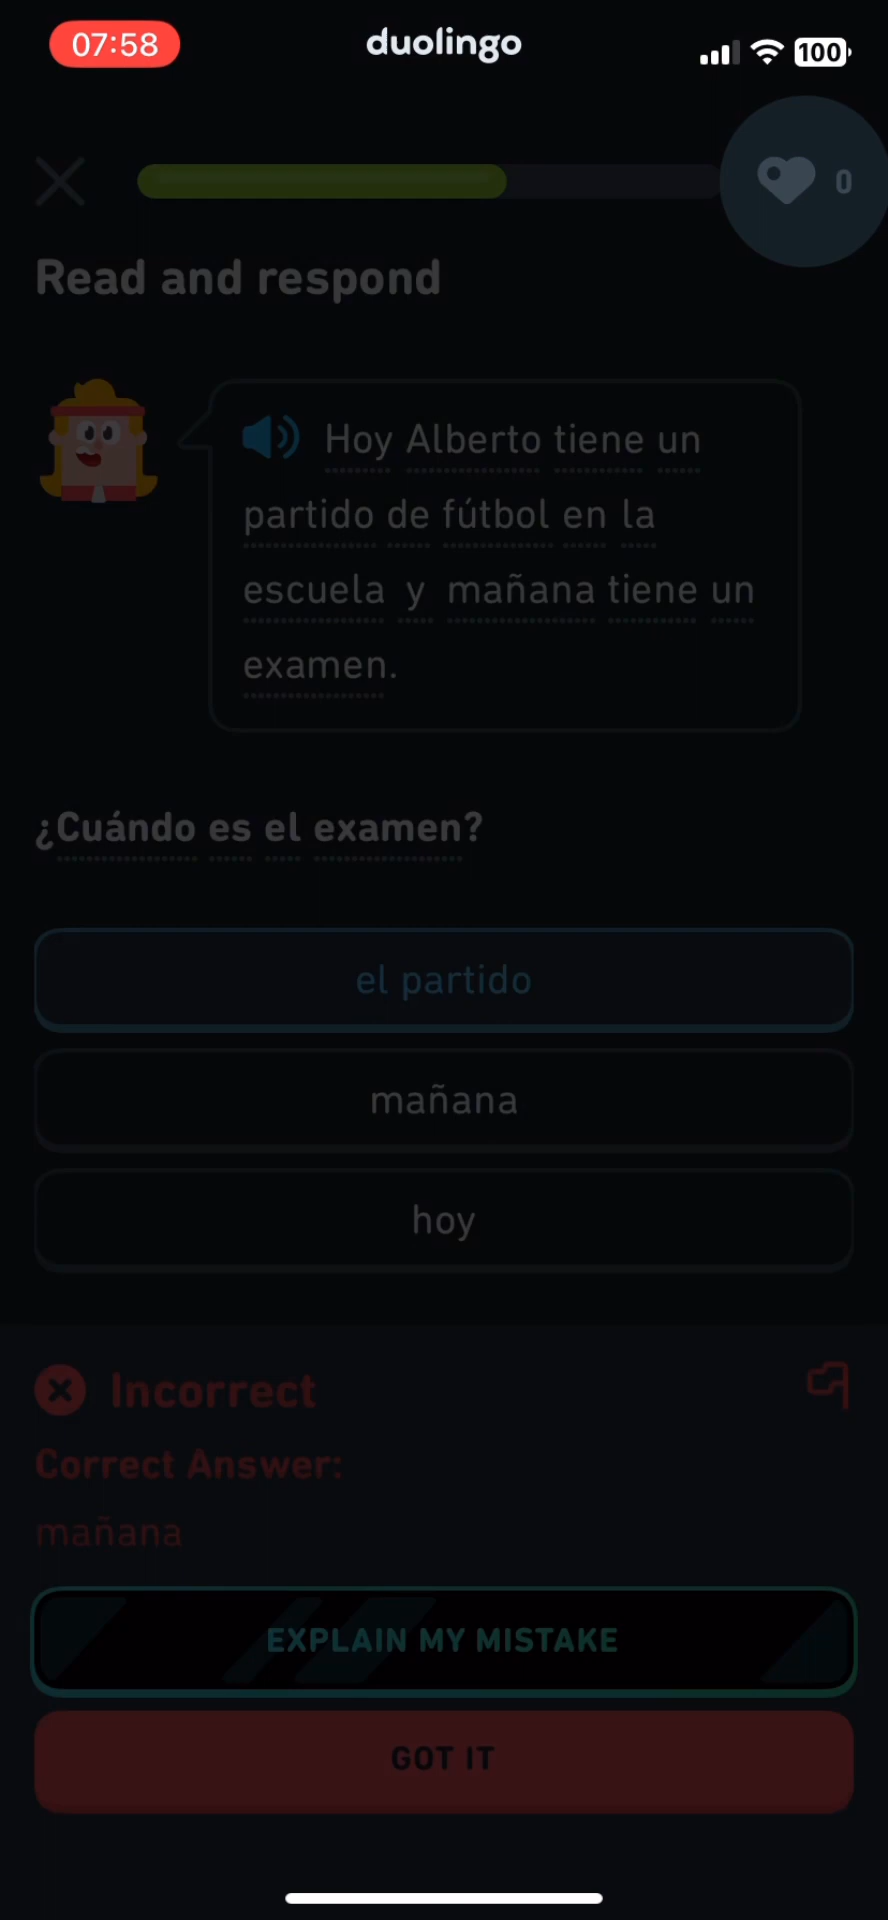 07:58
duolingo
100
0
Read and respond
Hoy Alberto tiene un
partido de fútbol en la
escuela y mañana tiene un
examen.
¿Cuándo es el examen?
el partido
mañana
hoy
Incorrect
Correct Answer:
mañana
EXPLAIN MY MISTAKE
GOT IT